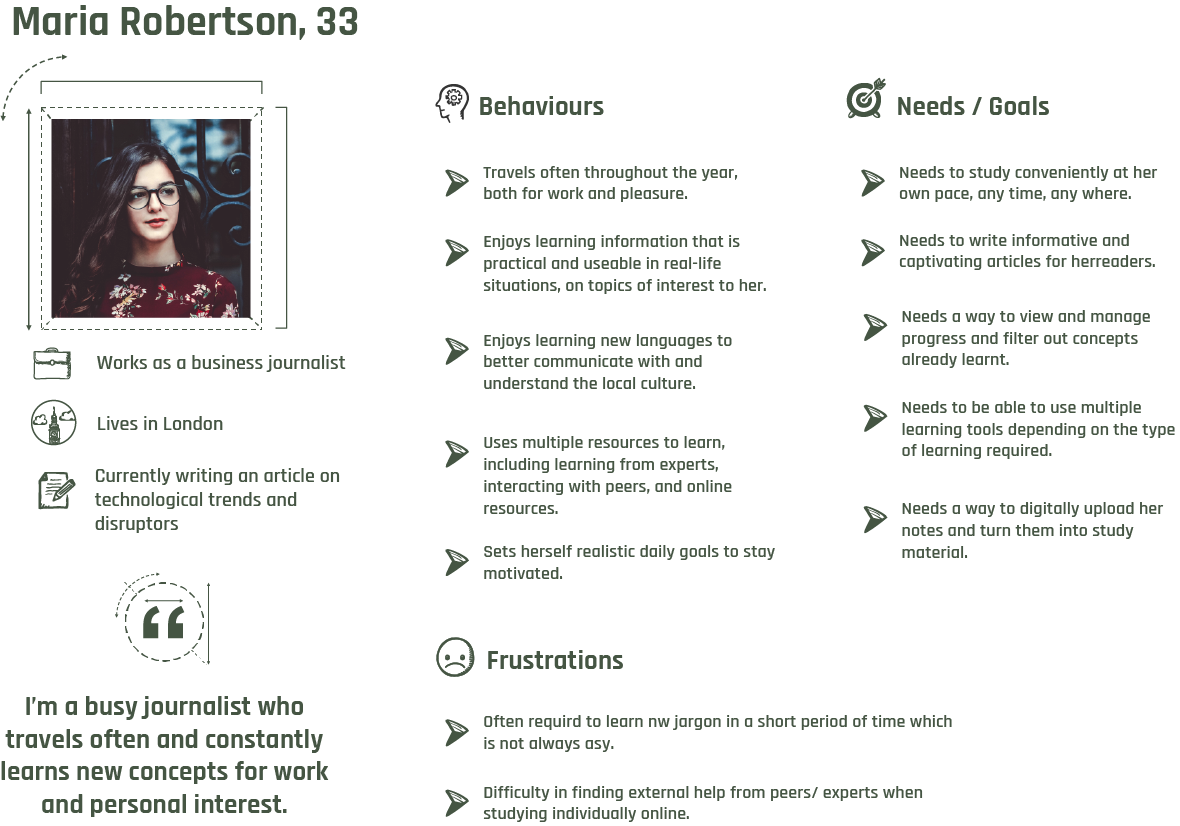 Maria Robertson, 33
Works as a business journalist
Lives in London
Currently writing an article on
technological trends and
disruptors
“
I’m a busy journalist who
travels often and constantly
learns new concepts for work
and personal interest.
Behaviours
Travels often throughout the year,
both for work and pleasure.
Enjoys learning information that is
practical and useable in real-life
situations, on topics of interest to her.
Enjoys learning new languages to
better communicate with and
understand the local culture.
Uses multiple resources to learn,
including learning from experts,
interacting with peers, and online
resources.
Sets herself realistic daily goals to stay
motivated.
Needs / Goals
Needs to study conveniently at her
own pace, any time, any where.
Needs to write informative and
captivating articles for herreaders.
Needs a way to view and manage
progress and filter out concepts
already learnt.
Needs to be able to use multiple
learning tools depending on the type
of learning required.
Needs a way to digitally upload her
notes and turn them into study
material.
Frustrations
Often requird to learn nw jargon in a short period of time which
is not always asy.
Difficulty in finding external help from peers/ experts when
studying individually online.